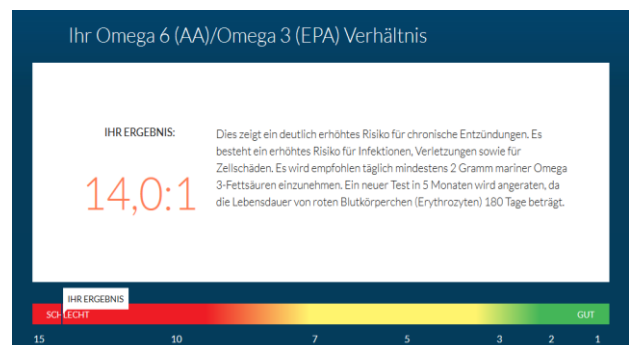 Ihr Omega 6 (AA)/Omega 3 (EPA) Verhältnis
IHR ERGEBNIS:
14,0:1
Dies zeigt ein deutlich erhöhtes Risiko für chronische Entzündungen. Es
besteht ein erhöhtes Risiko für Infektionen, Verletzungen sowie für
Zellschäden. Es wird empfohlen täglich mindestens 2 Gramm mariner Omega
3-Fettsäuren einzunehmen. Ein neuer Test in 5 Monaten wird angeraten, da
die Lebensdauer von roten Blutkörperchen (Erythrozyten) 180 Tage beträgt.
IHR ERGEBNIS
SCHLECHT GUT
15 10 7 5 3 2 1